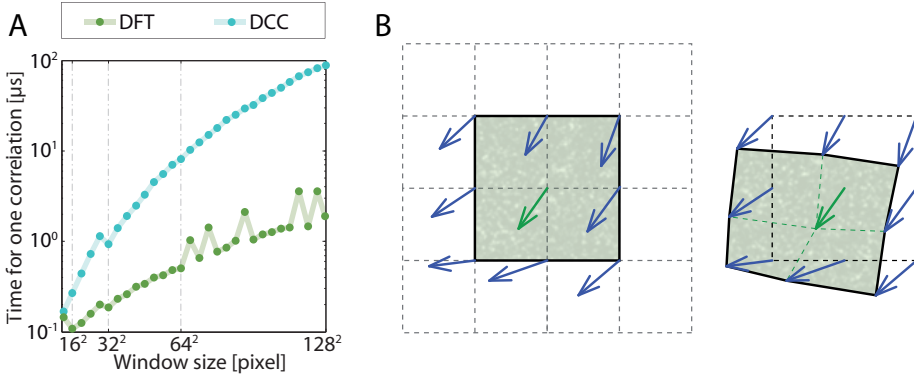 A
DFT DCC
Time for one correlation [µs]
10²
10¹
10⁰
10⁻¹
16² 32² 64² 128²
Window size [pixel]
B